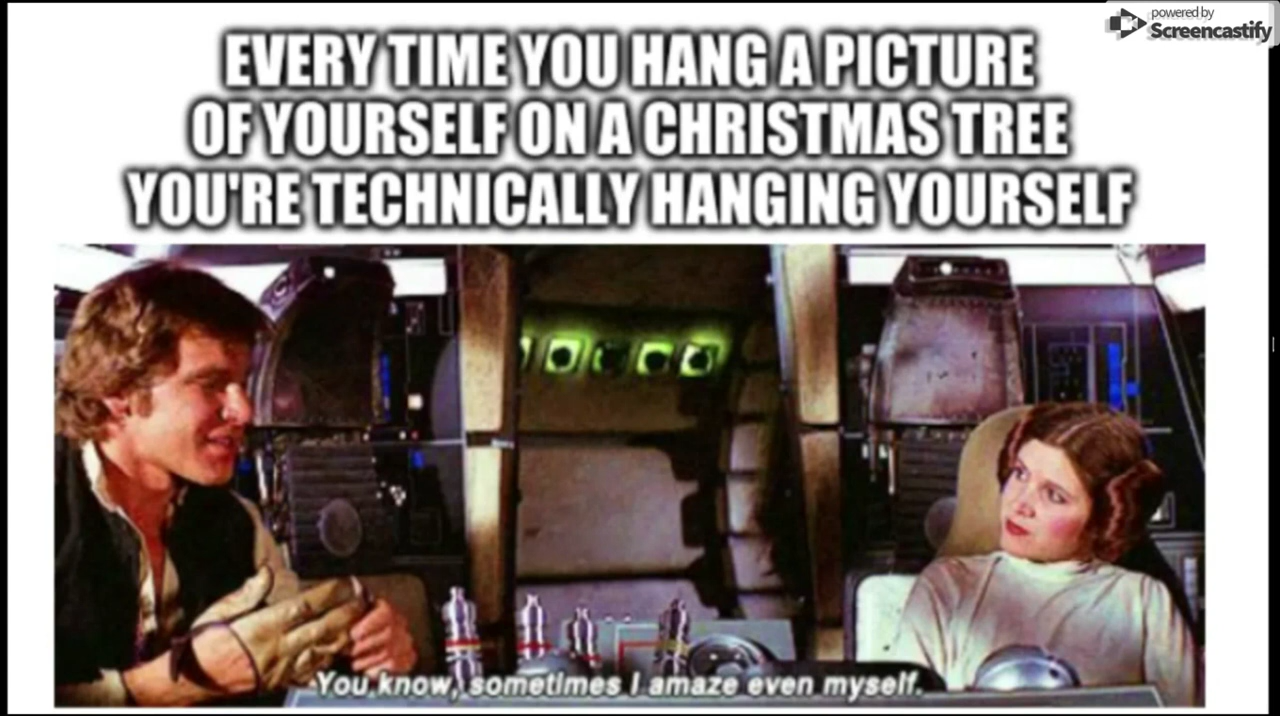 powered by
Screencastify
EVERY TIME YOU HANG A PICTURE
OF YOURSELF ON A CHRISTMAS TREE
YOU'RE TECHNICALLY HANGING YOURSELF
-You know, sometimes I amaze even myself.